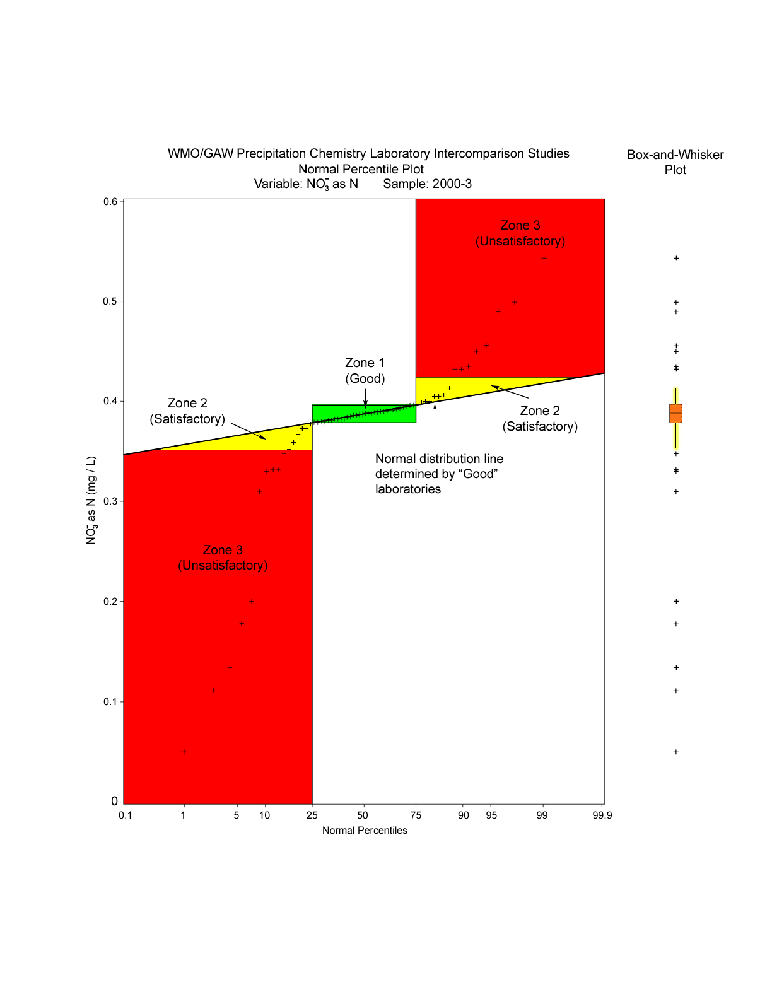 WMO/GAW Precipitation Chemistry Laboratory Intercomparison Studies
Normal Percentile Plot
Variable: NO₃⁻ as N Sample: 2000-3
Box-and-Whisker
Plot
0.6
0.5
0.4
0.3
0.2
0.1
0
NO₃⁻ as N (mg / L)
Zone 3
(Unsatisfactory)
Zone 1
(Good)
Zone 2
(Satisfactory)
Zone 2
(Satisfactory)
Normal distribution line
determined by “Good”
laboratories
Zone 3
(Unsatisfactory)
0.1 1 5 10 25 50 75 90 95 99 99.9
Normal Percentiles